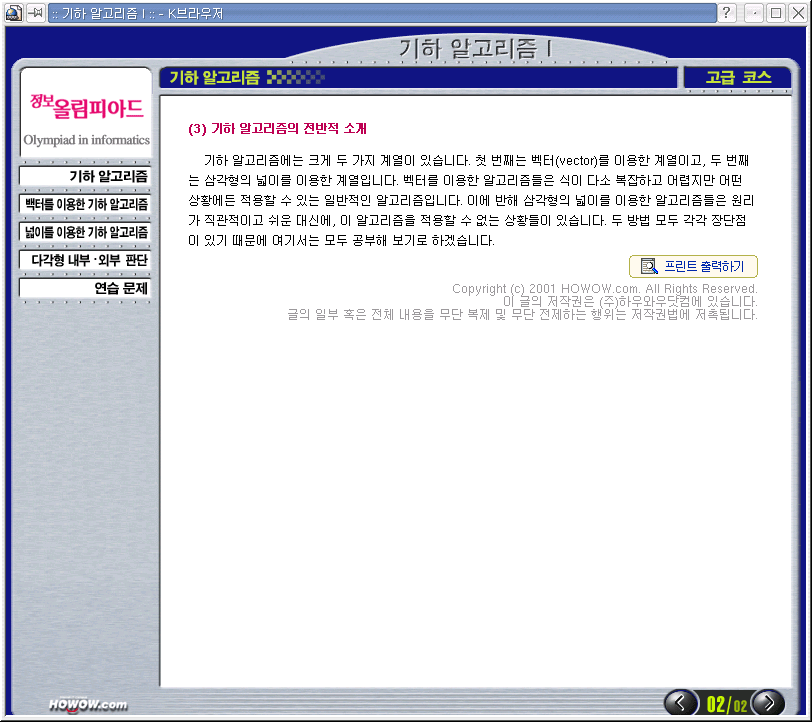 :: 기하 알고리즘 I :: - K브라우저
기하 알고리즘 I
정보올림피아드
Olympiad in informatics
기하 알고리즘
고급 코스
기하 알고리즘
백터를 이용한 기하 알고리즘
넓이를 이용한 기하 알고리즘
다각형 내부·외부 판단
연습 문제
(3) 기하 알고리즘의 전반적 소개
기하 알고리즘에는 크게 두 가지 계열이 있습니다. 첫 번째는 벡터(vector)를 이용한 계열이고, 두 번째
는 삼각형의 넓이를 이용한 계열입니다. 벡터를 이용한 알고리즘들은 식이 다소 복잡하고 어렵지만 어떤
상황에든 적용할 수 있는 일반적인 알고리즘입니다. 이에 반해 삼각형의 넓이를 이용한 알고리즘들은 원리
가 직관적이고 쉬운 대신에, 이 알고리즘을 적용할 수 없는 상황들이 있습니다. 두 방법 모두 각각 장단점
이 있기 때문에 여기서는 모두 공부해 보기로 하겠습니다.
프린트 출력하기
Copyright (c) 2001 HOWOW.com. All Rights Reserved.
이 글의 저작권은 (주)하우와우닷컴에 있습니다.
글의 일부 혹은 전체 내용을 무단 복제 및 무단 전제하는 행위는 저작권법에 저촉됩니다.
HOWOW.com
02/02